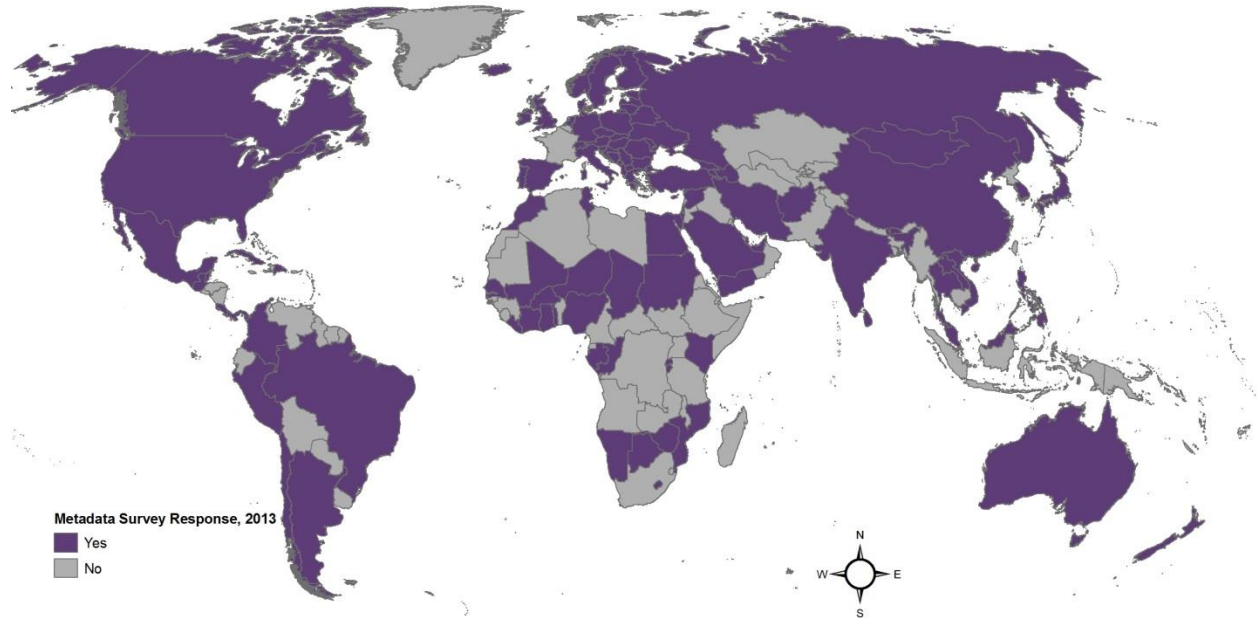 Metadata Survey Response, 2013
Yes
No
N
W E
S